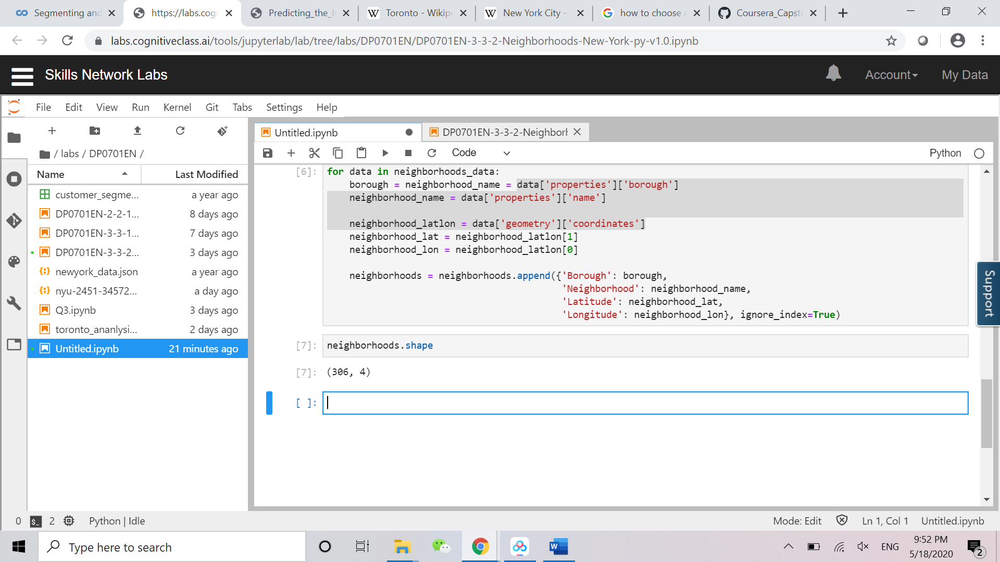 Segmenting and
https://labs.cog
Predicting_the_I
Toronto - Wikipe
New York City -
how to choose a
Coursera_Capsto
labs.cognitiveclass.ai/tools/jupyterlab/lab/tree/labs/DP0701EN/DP0701EN-3-3-2-Neighborhoods-New-York-py-v1.0.ipynb
Skills Network Labs
Account
My Data
File Edit View Run Kernel Git Tabs Settings Help
Untitled.ipynb
DP0701EN-3-3-2-Neighborh
/ labs / DP0701EN /
Code
Python
Name Last Modified
customer_segme... a year ago
DP0701EN-2-2-1... 8 days ago
DP0701EN-3-3-1... 7 days ago
DP0701EN-3-3-2... 3 days ago
newyork_data.json a year ago
nyu-2451-34572... a day ago
Q3.ipynb 3 days ago
toronto_ananlysi... 2 days ago
Untitled.ipynb 21 minutes ago
[6]: for data in neighborhoods_data:
borough = neighborhood_name = data['properties']['borough']
neighborhood_name = data['properties']['name']
neighborhood_latlon = data['geometry']['coordinates']
neighborhood_lat = neighborhood_latlon[1]
neighborhood_lon = neighborhood_latlon[0]
neighborhoods = neighborhoods.append({'Borough': borough,
'Neighborhood': neighborhood_name,
'Latitude': neighborhood_lat,
'Longitude': neighborhood_lon}, ignore_index=True)
[7]: neighborhoods.shape
[7]: (306, 4)
[ ]:
Support
0 $_ 2 Python | Idle
Mode: Edit Ln 1, Col 1 Untitled.ipynb
Type here to search
ENG
9:52 PM
5/18/2020
2